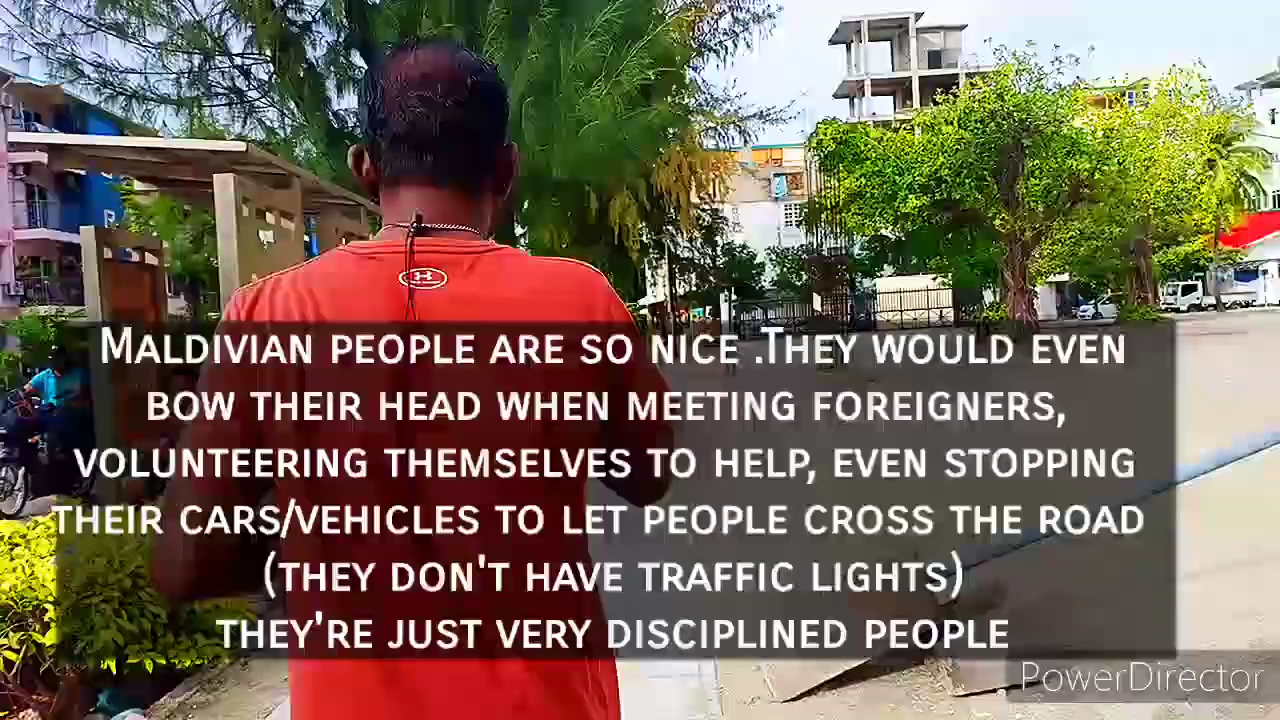 Maldivian people are so nice .They would even
bow their head when meeting foreigners,
volunteering themselves to help, even stopping
their cars/vehicles to let people cross the road
(they don't have traffic lights)
they're just very disciplined people
PowerDirector